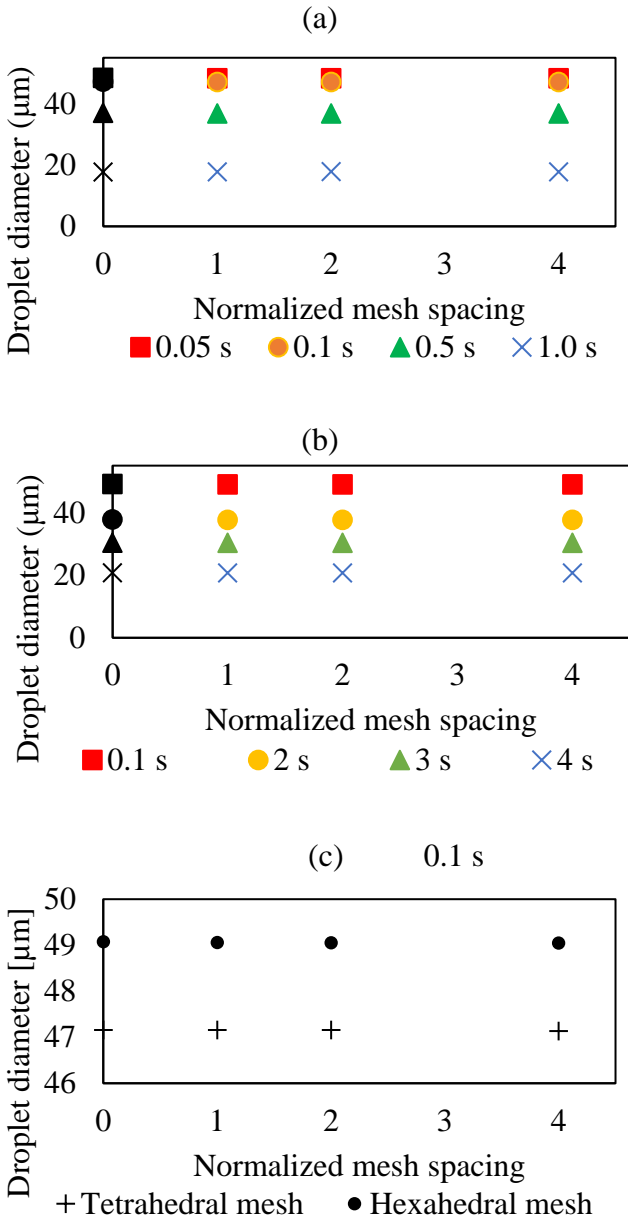 (a)
Droplet diameter (μm)
40
20
0
0 1 2 3 4
Normalized mesh spacing
0.05 s 0.1 s 0.5 s 1.0 s
(b)
Droplet diameter (μm)
40
20
0
0 1 2 3 4
Normalized mesh spacing
0.1 s 2 s 3 s 4 s
(c) 0.1 s
Droplet diameter [μm]
50
49
48
47
46
0 1 2 3 4
Normalized mesh spacing
Tetrahedral mesh Hexahedral mesh